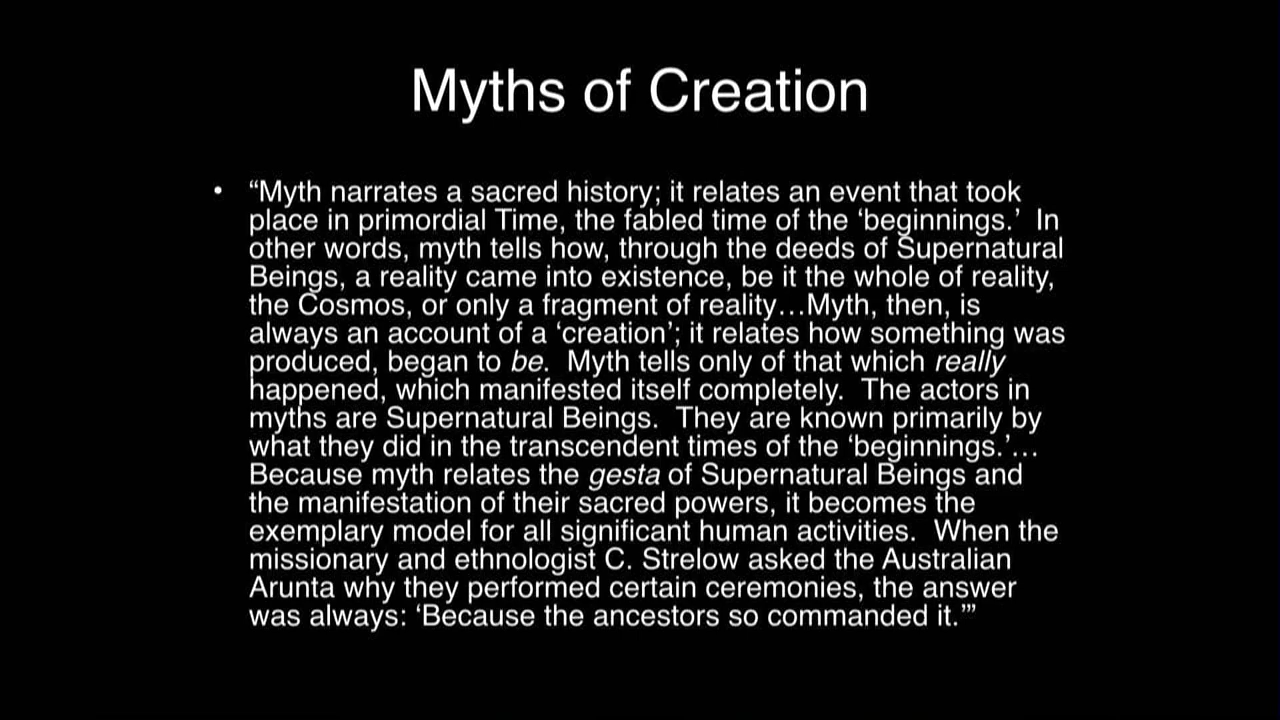 Myths of Creation
• “Myth narrates a sacred history; it relates an event that took
place in primordial Time, the fabled time of the ‘beginnings.’  In
other words, myth tells how, through the deeds of Supernatural
Beings, a reality came into existence, be it the whole of reality,
the Cosmos, or only a fragment of reality…Myth, then, is
always an account of a ‘creation’; it relates how something was
produced, began to be.  Myth tells only of that which really
happened, which manifested itself completely.  The actors in
myths are Supernatural Beings.  They are known primarily by
what they did in the transcendent times of the ‘beginnings.’…
Because myth relates the gesta of Supernatural Beings and
the manifestation of their sacred powers, it becomes the
exemplary model for all significant human activities.  When the
missionary and ethnologist C. Strelow asked the Australian
Arunta why they performed certain ceremonies, the answer
was always: ‘Because the ancestors so commanded it.’”